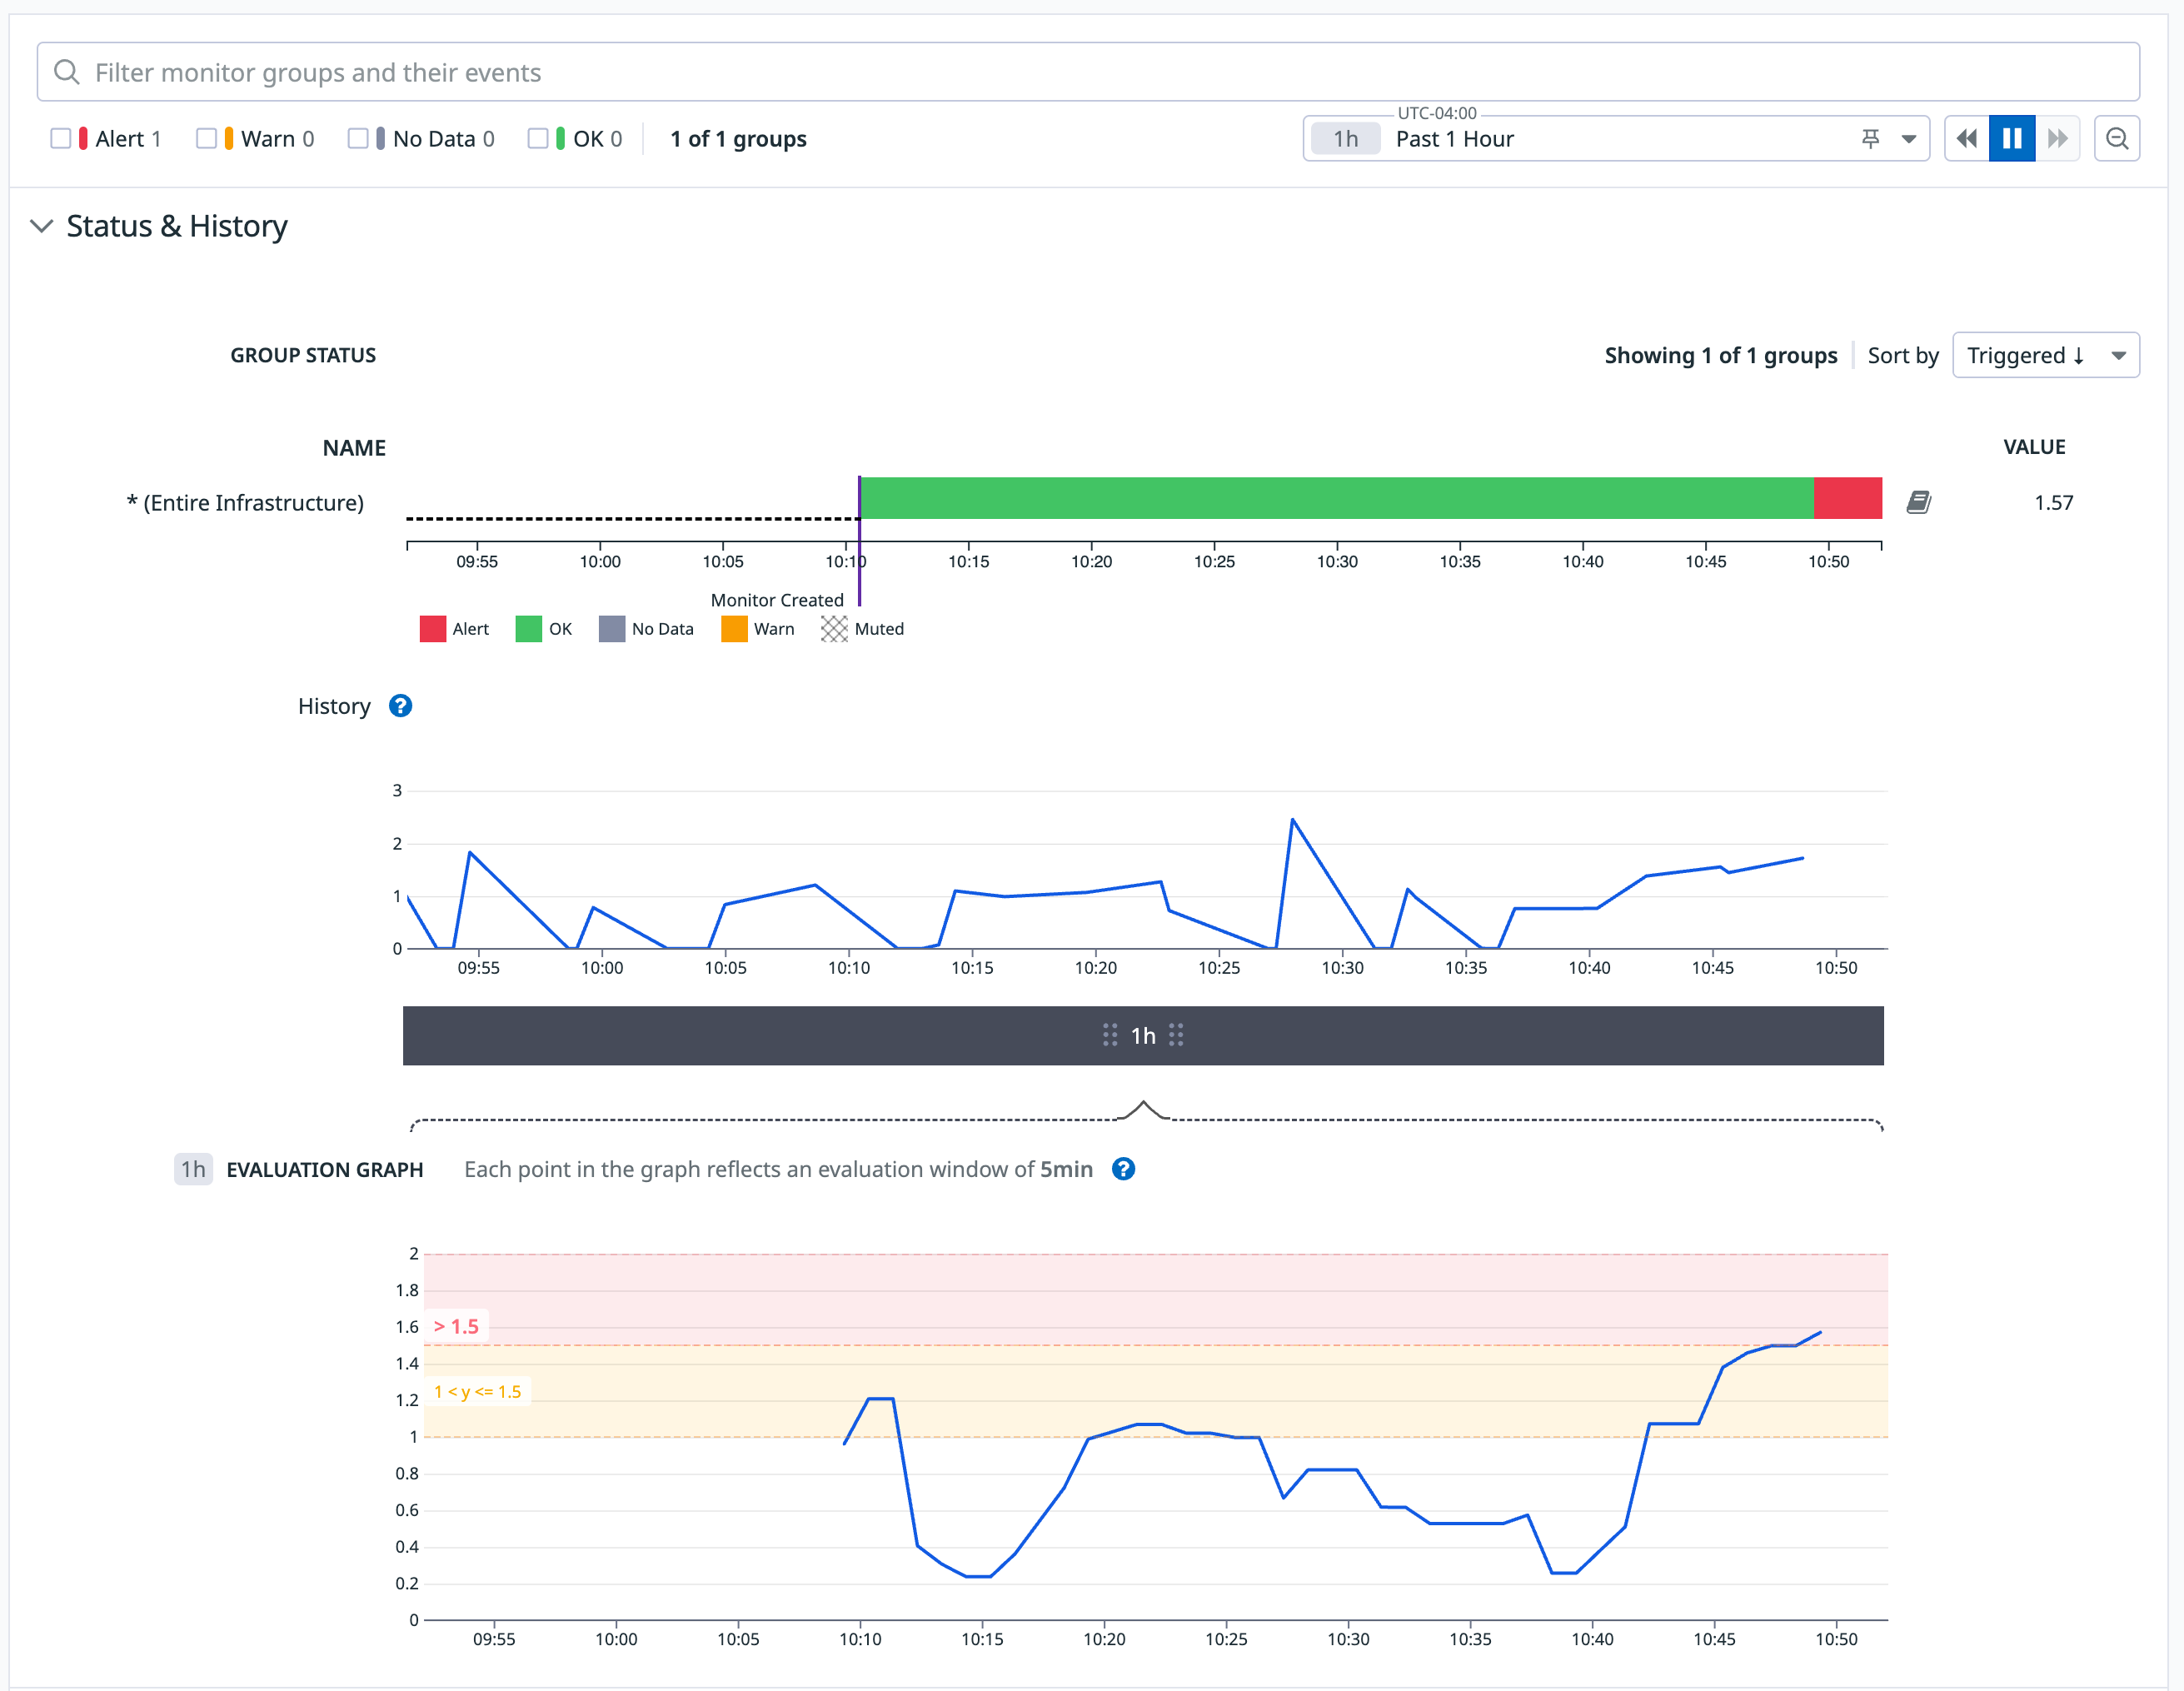 Filter monitor groups and their events
Alert 1 Warn 0 No Data 0 OK 0 1 of 1 groups
UTC-04:00
1h Past 1 Hour
Status & History
GROUP STATUS
Showing 1 of 1 groups Sort by Triggered ↓
NAME VALUE
* (Entire Infrastructure) 1.57
09:55 10:00 10:05 10:10 10:15 10:20 10:25 10:30 10:35 10:40 10:45 10:50
Monitor Created
Alert OK No Data Warn Muted
History ?
3
2
1
0
09:55 10:00 10:05 10:10 10:15 10:20 10:25 10:30 10:35 10:40 10:45 10:50
1h
1h EVALUATION GRAPH Each point in the graph reflects an evaluation window of 5min ?
2
1.8
1.6 > 1.5
1.4
1 < y <= 1.5
1.2
1
0.8
0.6
0.4
0.2
0
09:55 10:00 10:05 10:10 10:15 10:20 10:25 10:30 10:35 10:40 10:45 10:50